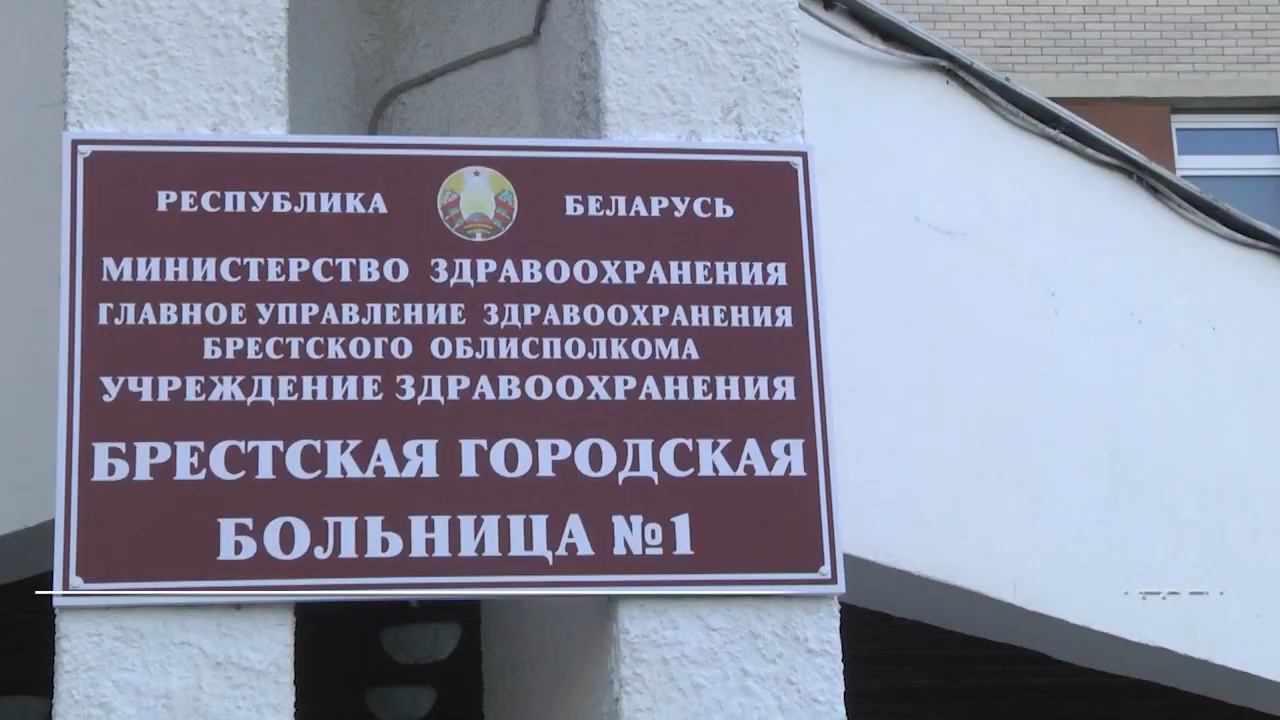 РЕСПУБЛИКА БЕЛАРУСЬ
МИНИСТЕРСТВО ЗДРАВООХРАНЕНИЯ
ГЛАВНОЕ УПРАВЛЕНИЕ ЗДРАВООХРАНЕНИЯ
БРЕСТСКОГО ОБЛИСПОЛКОМА
УЧРЕЖДЕНИЕ ЗДРАВООХРАНЕНИЯ
БРЕСТСКАЯ ГОРОДСКАЯ
БОЛЬНИЦА №1